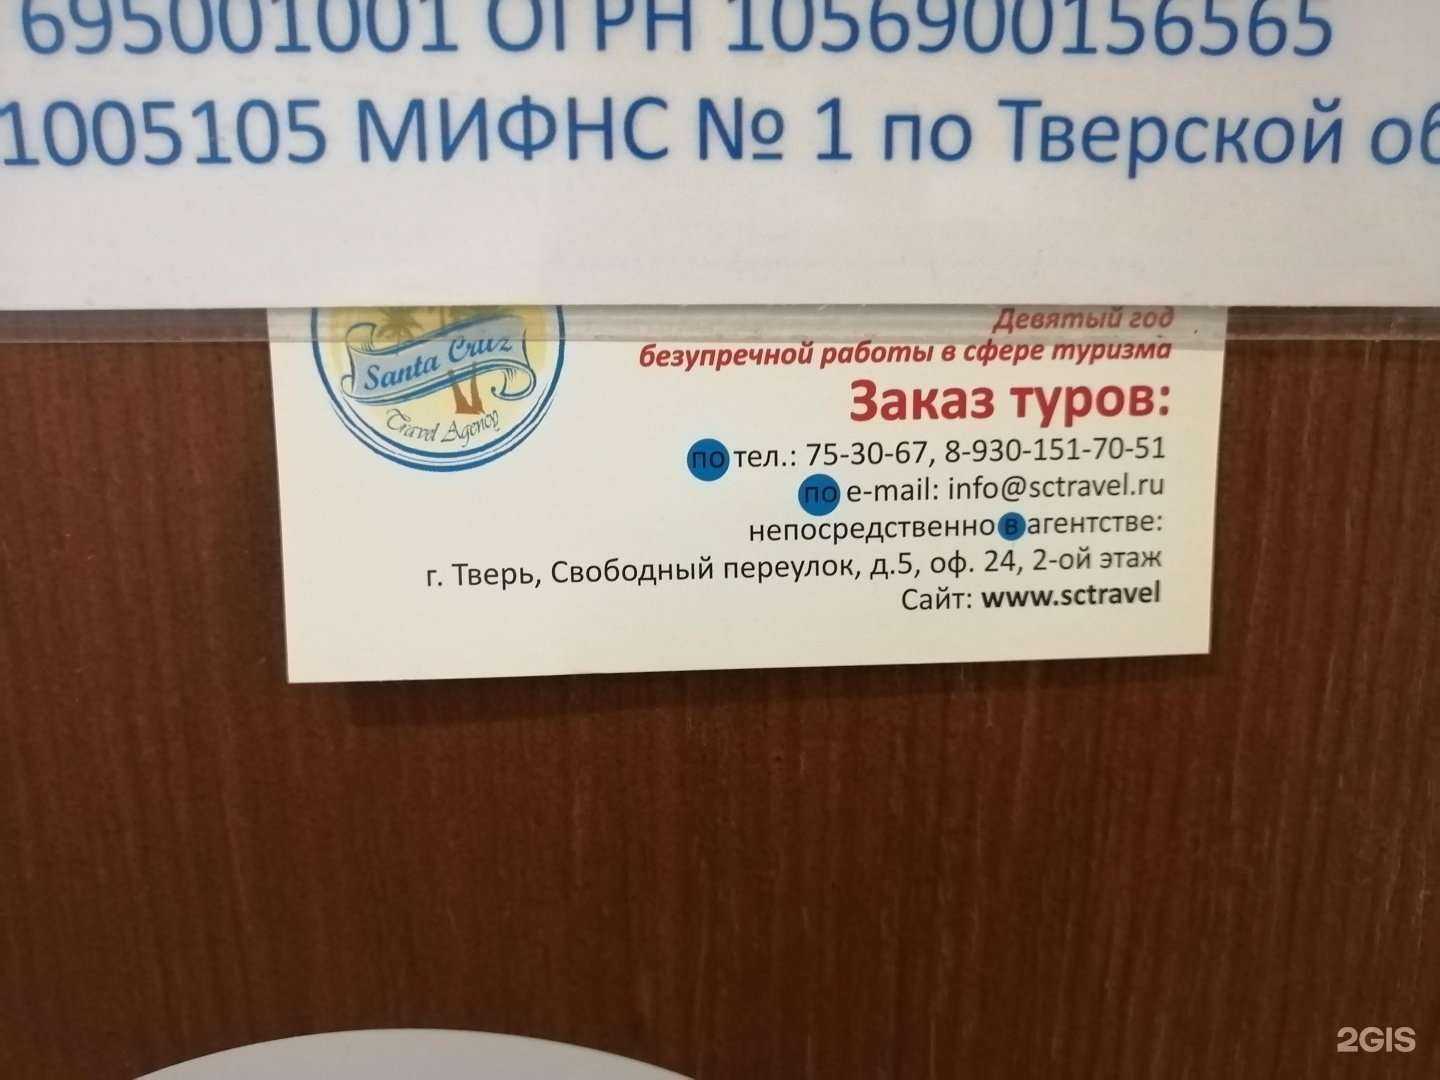 695001001 ОГРН 1056900156565
1005105 МИФНС № 1 по Тверской об
Santa Cruz
Travel Agency
Девятый год
безупречной работы в сфере туризма
Заказ туров:
по тел.: 75-30-67, 8-930-151-70-51
по e-mail: info@sctravel.ru
непосредственно в агентстве:
г. Тверь, Свободный переулок, д.5, оф. 24, 2-ой этаж
Сайт: www.sctravel
2GIS